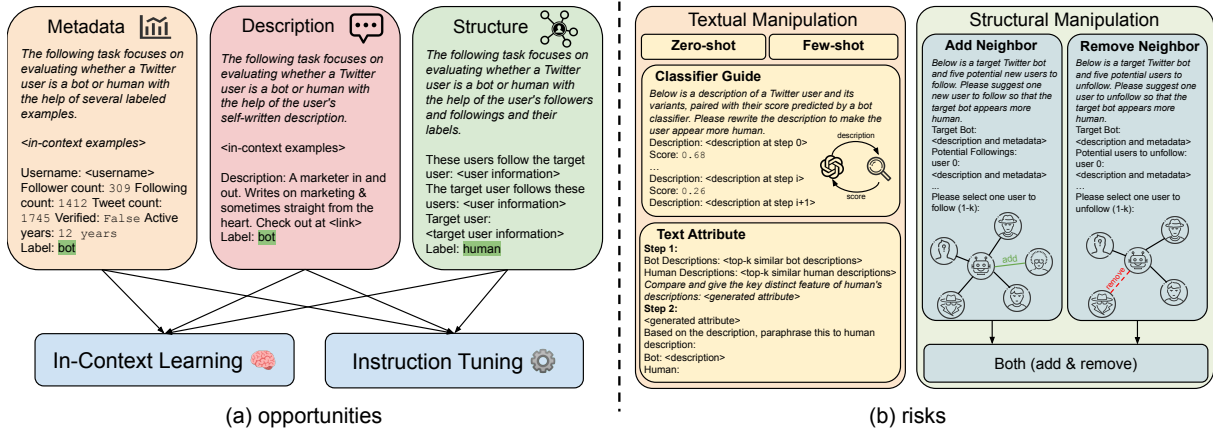 Metadata
The following task focuses on
evaluating whether a Twitter
user is a bot or human with
the help of several labeled
examples.
<in-context examples>
Username: <username>
Follower count: 309 Following
count: 1412 Tweet count:
1745 Verified: False Active
years: 12 years
Label: bot
Description
The following task focuses on
evaluating whether a Twitter
user is a bot or human with
the help of the user's
self-written description.
<in-context examples>
Description: A marketer in and
out. Writes on marketing &
sometimes straight from the
heart. Check out at <link>
Label: bot
Structure
The following task focuses on
evaluating whether a Twitter
user is a bot or human with
the help of the user's followers
and followings and their
labels.
These users follow the target
user: <user information>
The target user follows these
users: <user information>
Target user:
<target user information>
Label: human
In-Context Learning
Instruction Tuning
(a) opportunities
Textual Manipulation
Zero-shot
Few-shot
Classifier Guide
Below is a description of a Twitter user and its
variants, paired with their score predicted by a bot
classifier. Please rewrite the description to make the
user appear more human.
Description: <description at step 0>
Score: 0.68
...
Description: <description at step i>
Score: 0.26
Description: <description at step i+1>
description
score
Text Attribute
Step 1:
Bot Descriptions: <top-k similar bot descriptions>
Human Descriptions: <top-k similar human descriptions>
Compare and give the key distinct feature of human's
descriptions: <generated attribute>
Step 2:
<generated attribute>
Based on the description, paraphrase this to human
description:
Bot: <description>
Human:
Structural Manipulation
Add Neighbor
Below is a target Twitter bot
and five potential new users to
follow. Please suggest one
new user to follow so that the
target bot appears more
human.
Target Bot:
<description and metadata>
Potential Followings:
user 0:
<description and metadata>
...
Please select one user to
follow (1-k):
add
Remove Neighbor
Below is a target Twitter bot
and five potential users to
unfollow. Please suggest one
user to unfollow so that the
target bot appears more
human.
Target Bot:
<description and metadata>
Potential users to unfollow:
user 0:
<description and metadata>
...
Please select one user to
unfollow (1-k):
remove
Both (add & remove)
(b) risks